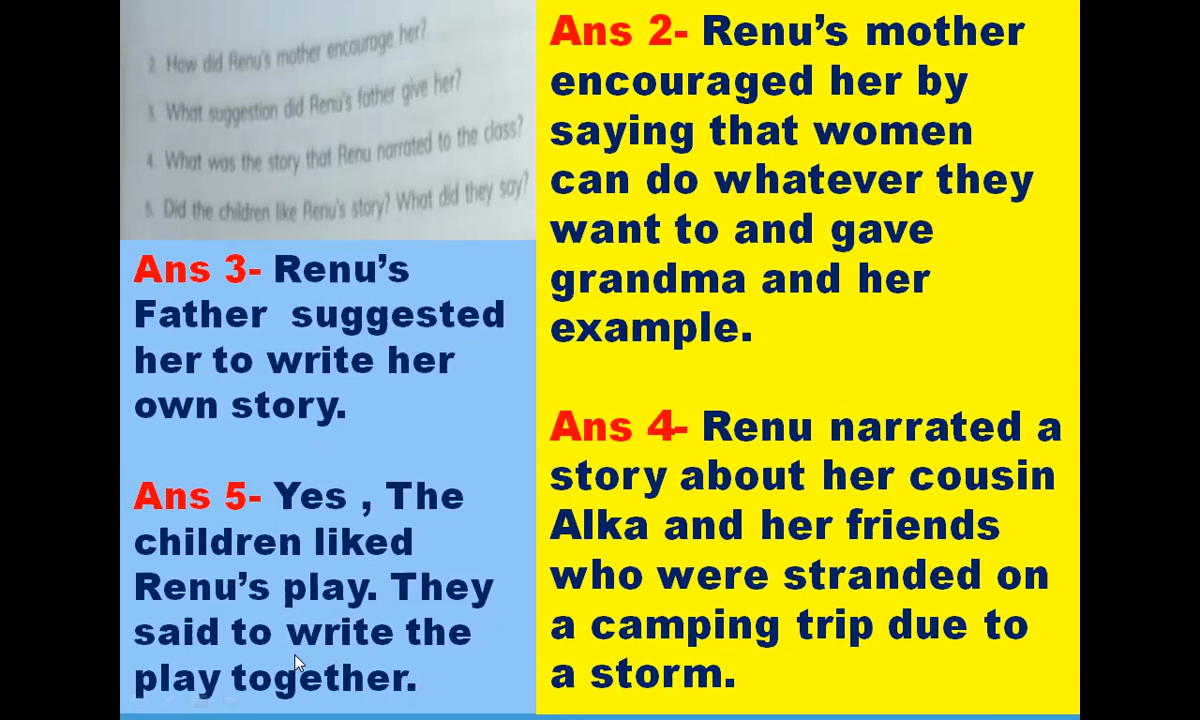 2. How did Renu's mother encourage her?
3. What suggestion did Renu's father give her?
4. What was the story that Renu narrated to the class?
5. Did the children like Renu's story? What did they say?
Ans 3- Renu’s
Father suggested
her to write her
own story.
Ans 5- Yes , The
children liked
Renu’s play. They
said to write the
play together.
Ans 2- Renu’s mother
encouraged her by
saying that women
can do whatever they
want to and gave
grandma and her
example.
Ans 4- Renu narrated a
story about her cousin
Alka and her friends
who were stranded on
a camping trip due to
a storm.